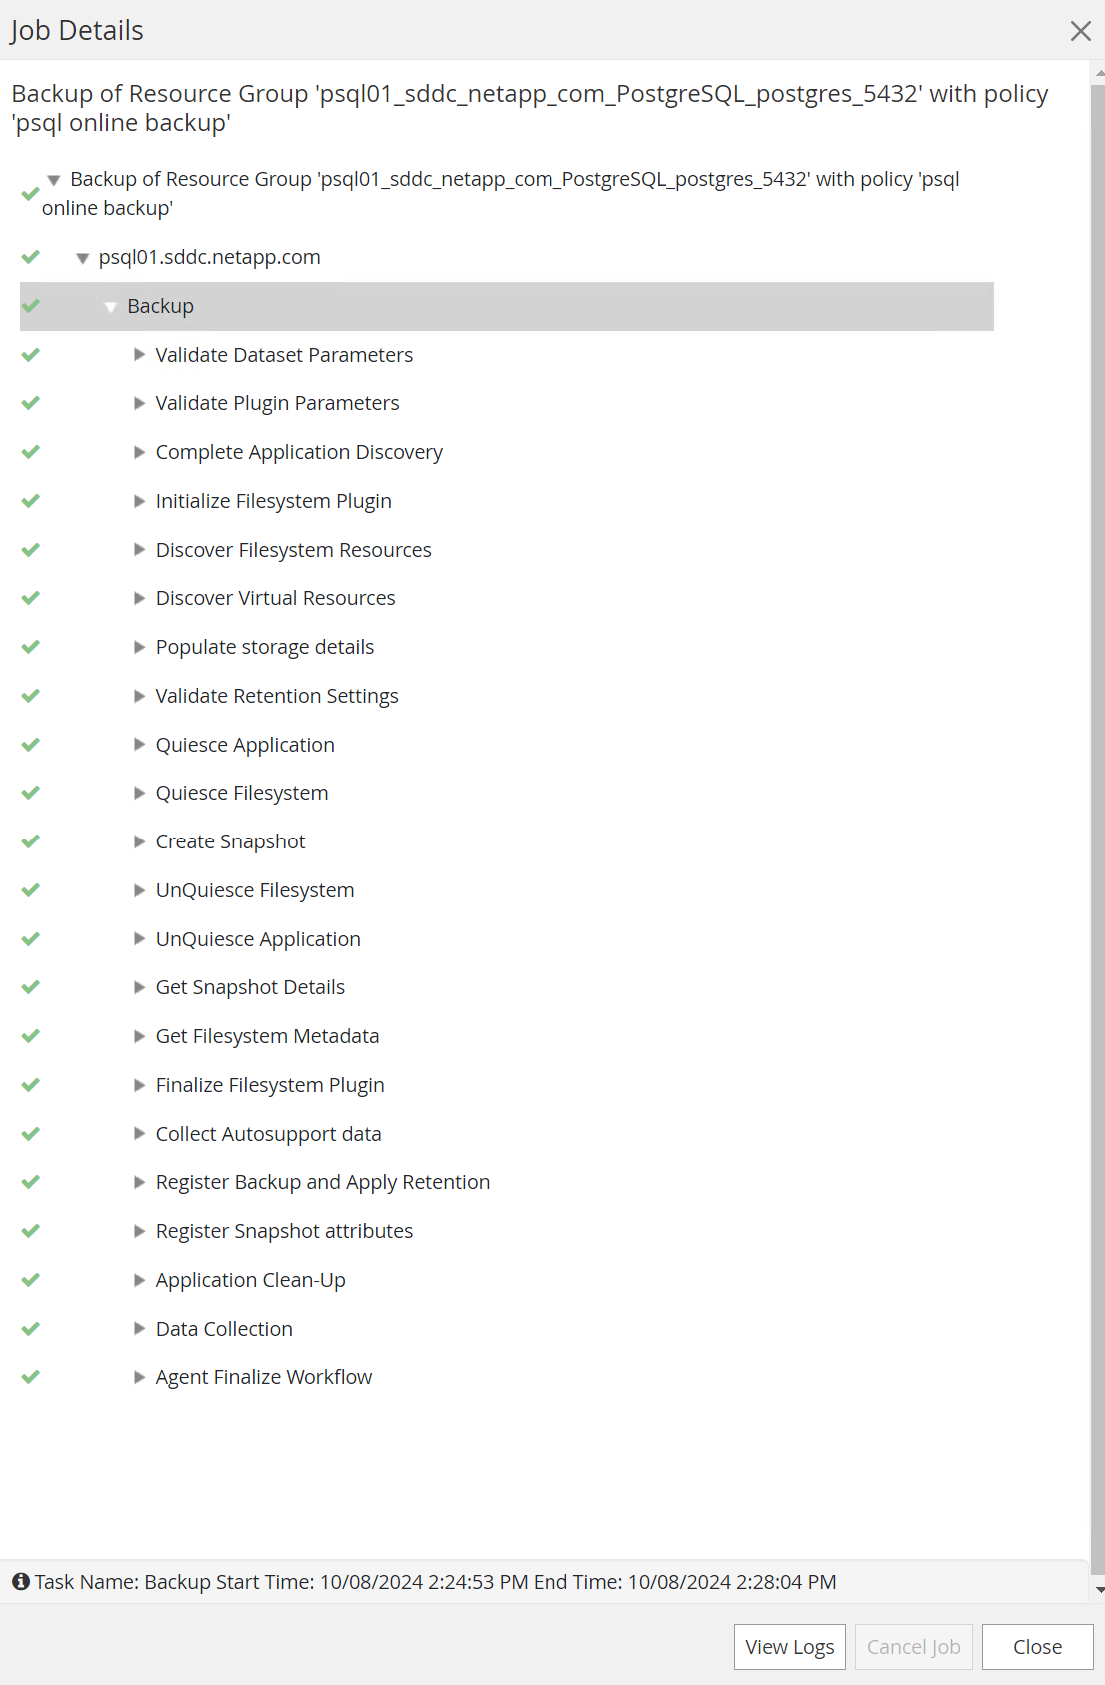 Job Details
Backup of Resource Group 'psql01_sddc_netapp_com_PostgreSQL_postgres_5432' with policy
'psql online backup'
Backup of Resource Group 'psql01_sddc_netapp_com_PostgreSQL_postgres_5432' with policy 'psql
online backup'
psql01.sddc.netapp.com
Backup
Validate Dataset Parameters
Validate Plugin Parameters
Complete Application Discovery
Initialize Filesystem Plugin
Discover Filesystem Resources
Discover Virtual Resources
Populate storage details
Validate Retention Settings
Quiesce Application
Quiesce Filesystem
Create Snapshot
UnQuiesce Filesystem
UnQuiesce Application
Get Snapshot Details
Get Filesystem Metadata
Finalize Filesystem Plugin
Collect Autosupport data
Register Backup and Apply Retention
Register Snapshot attributes
Application Clean-Up
Data Collection
Agent Finalize Workflow
Task Name: Backup Start Time: 10/08/2024 2:24:53 PM End Time: 10/08/2024 2:28:04 PM
View Logs Cancel Job Close